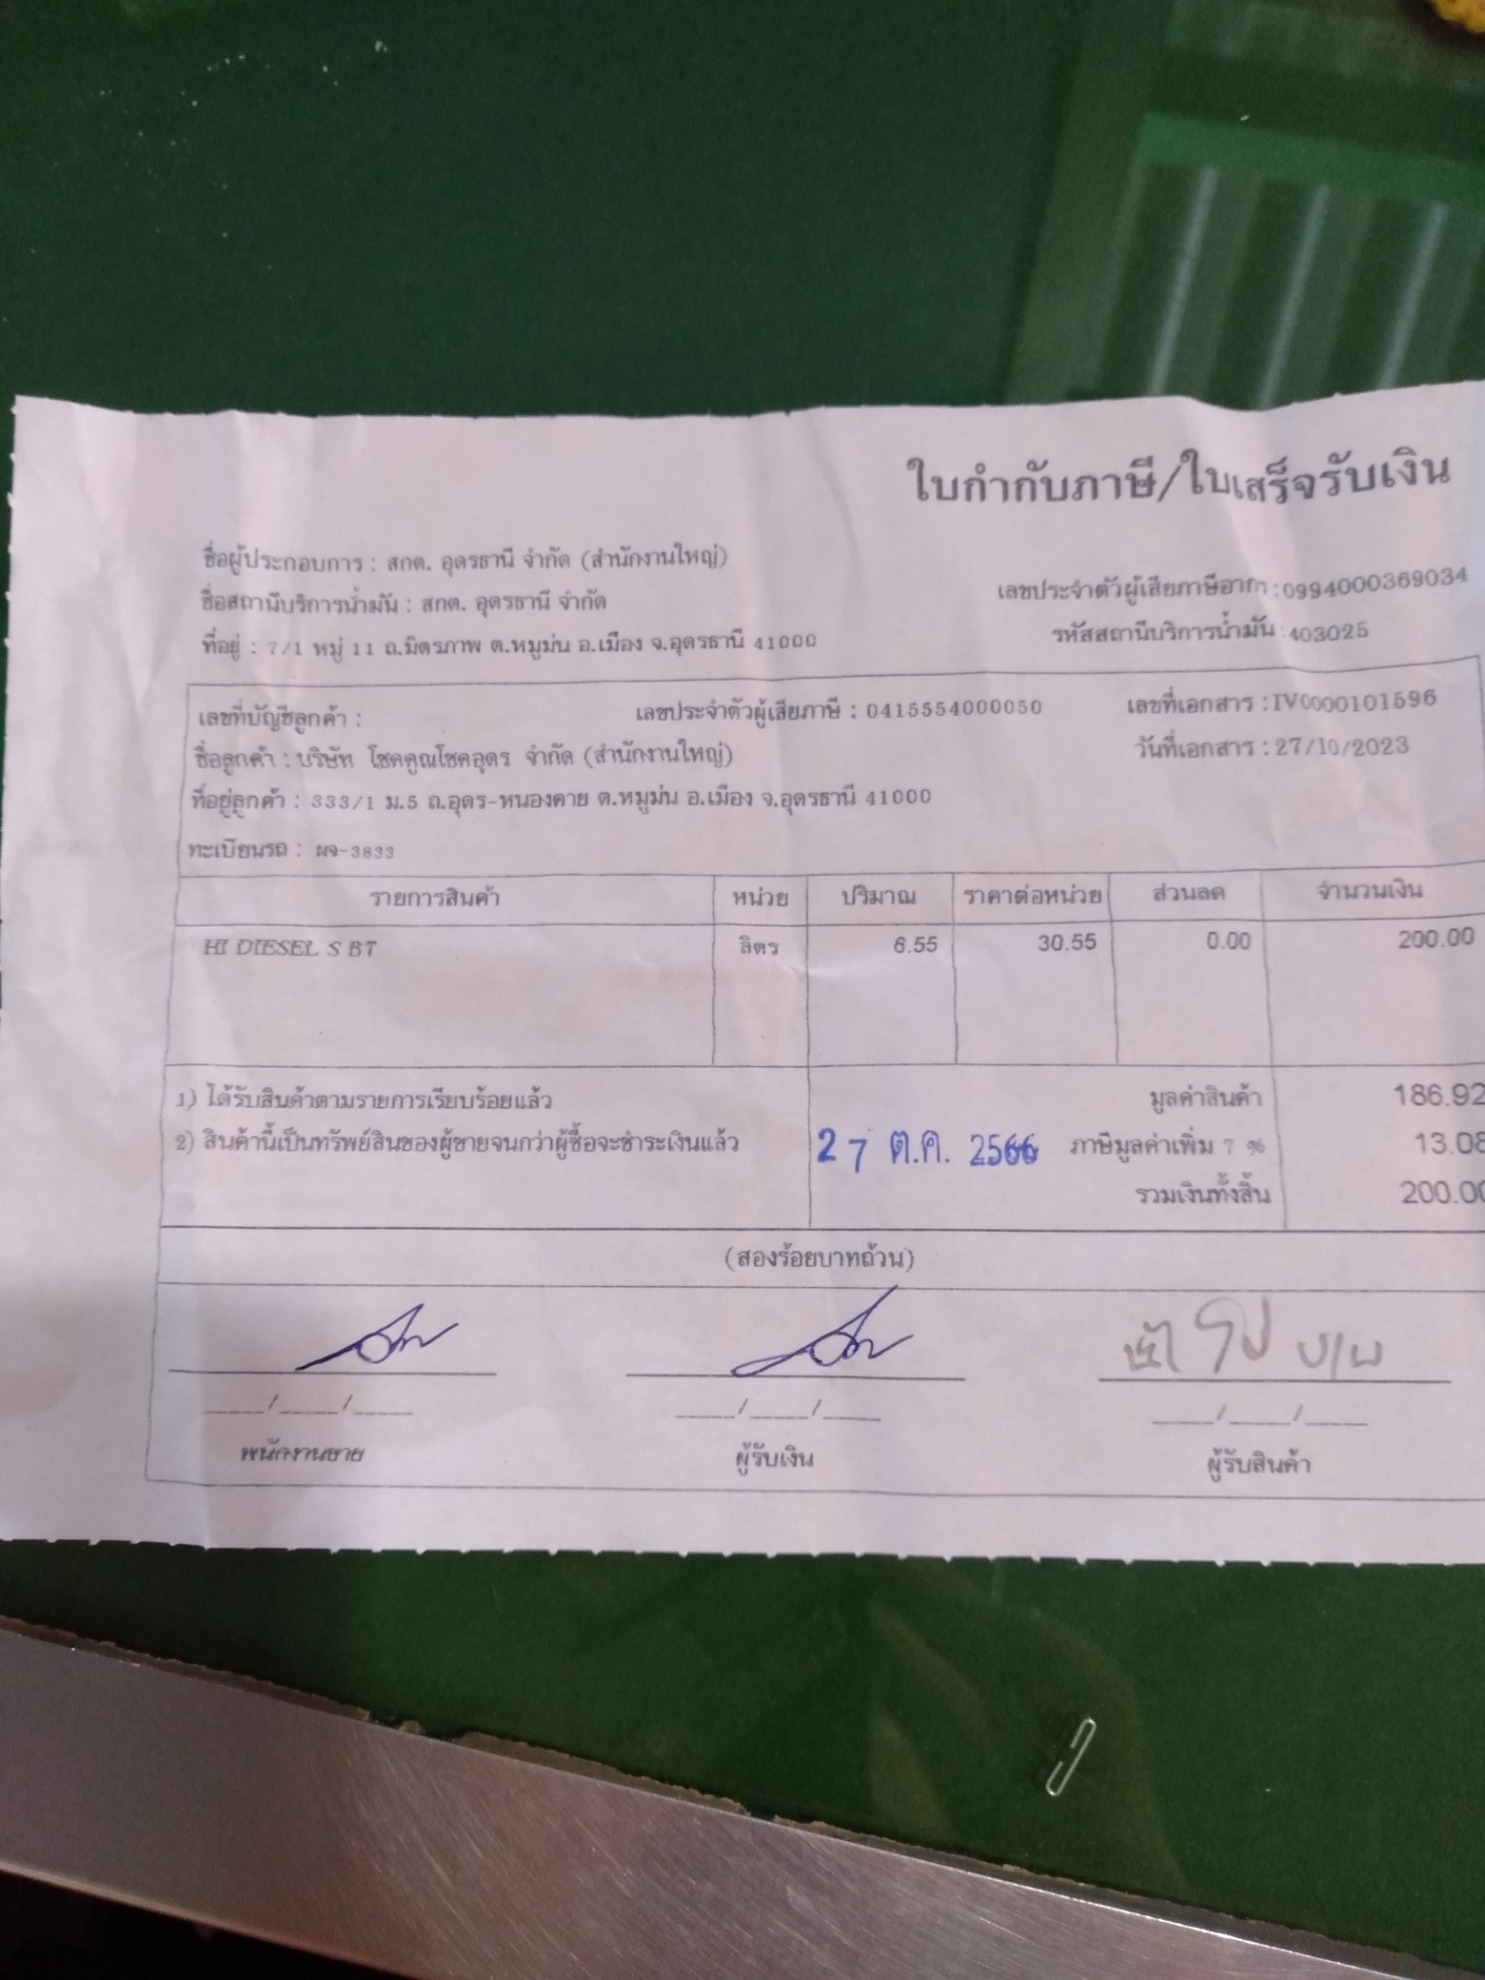 ใบกำกับภาษี/ใบเสร็จรับเงิน
ชื่อผู้ประกอบการ : สกต. อุดรธานี จำกัด (สำนักงานใหญ่)
ชื่อสถานีบริการน้ำมัน : สกต. อุดรธานี จำกัด
เลขประจำตัวผู้เสียภาษีอากร : 0994000369034
ที่อยู่ : 7/1 หมู่ 11 ถ.มิตรภาพ ต.หมูม่น อ.เมือง จ.อุดรธานี 41000
รหัสสถานีบริการน้ำมัน : 403025
เลขที่บัญชีลูกค้า : เลขประจำตัวผู้เสียภาษี : 0415554000050 เลขที่เอกสาร : IV0000101596
ชื่อลูกค้า : บริษัท โชคคูณโชคอุดร จำกัด (สำนักงานใหญ่) วันที่เอกสาร : 27/10/2023
ที่อยู่ลูกค้า : 333/1 ม.5 ถ.อุดร-หนองคาย ต.หมูม่น อ.เมือง จ.อุดรธานี 41000
ทะเบียนรถ : ผจ-3833
รายการสินค้า หน่วย ปริมาณ ราคาต่อหน่วย ส่วนลด จำนวนเงิน
HI DIESEL S B7 ลิตร 6.55 30.55 0.00 200.00
1) ได้รับสินค้าตามรายการเรียบร้อยแล้ว มูลค่าสินค้า 186.92
2) สินค้านี้เป็นทรัพย์สินของผู้ขายจนกว่าผู้ซื้อจะชำระเงินแล้ว 27 ต.ค. 2566 ภาษีมูลค่าเพิ่ม 7 % 13.08
รวมเงินทั้งสิ้น 200.00
(สองร้อยบาทถ้วน)
___/___/___ ___/___/___ ___/___/___
พนักงานขาย ผู้รับเงิน ผู้รับสินค้า